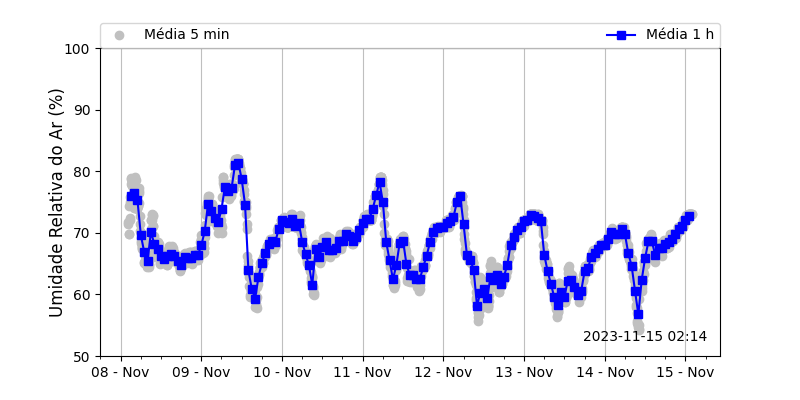 Média 5 min
Média 1 h
Umidade Relativa do Ar (%)
100
90
80
70
60
50
2023-11-15 02:14
08 - Nov
09 - Nov
10 - Nov
11 - Nov
12 - Nov
13 - Nov
14 - Nov
15 - Nov